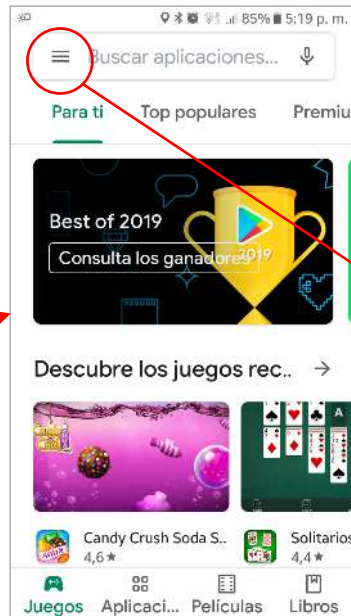 85% 5:19 p. m.
Buscar aplicaciones...
Para ti Top populares Premiu
Best of 2019
Consulta los ganadores
2019
Descubre los juegos rec.. →
A
Candy Crush Soda S.. Solitarios
4,6★ 4,4★
Juegos Aplicaci... Películas Libros